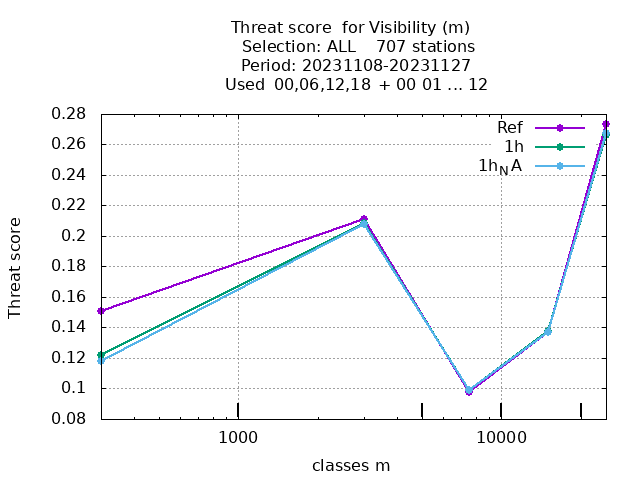 Threat score  for Visibility (m)
Selection: ALL    707 stations
Period: 20231108-20231127
Used  00,06,12,18 + 00 01 ... 12
Ref
1h
1hNA
0.28
0.26
0.24
0.22
0.2
0.18
0.16
0.14
0.12
0.1
0.08
Threat score
1000
10000
classes m